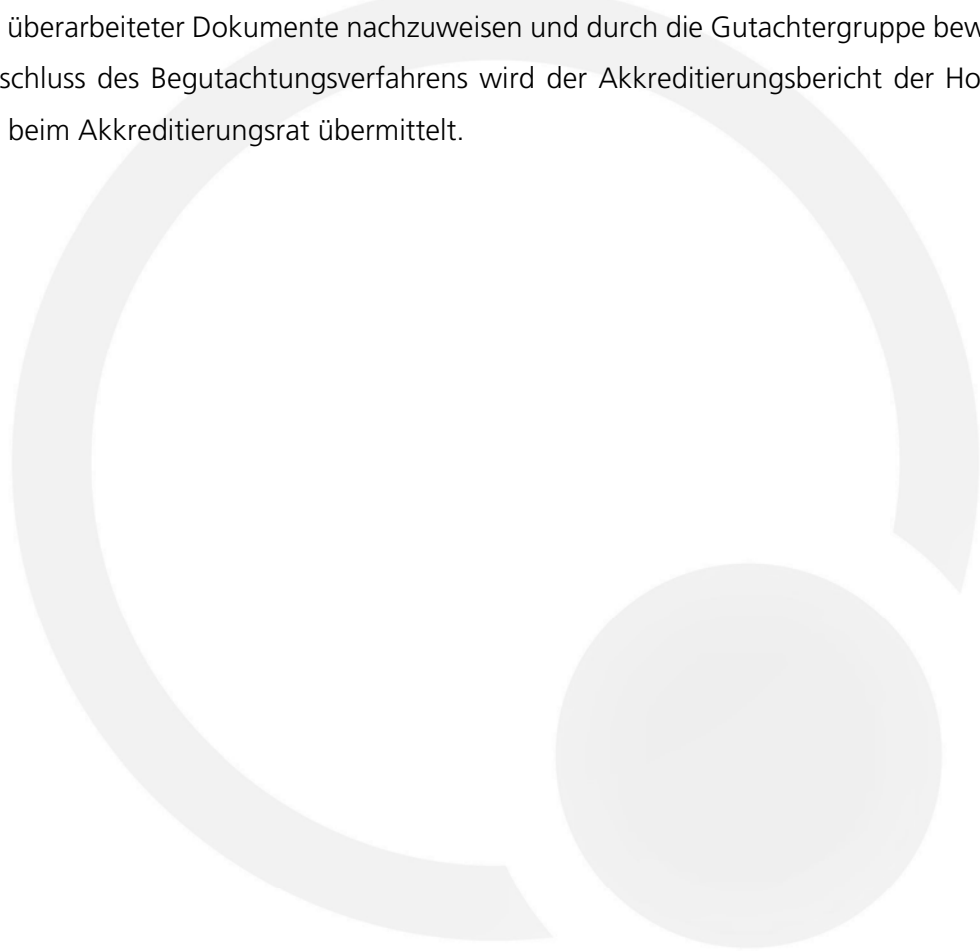 überarbeiteter Dokumente nachzuweisen und durch die Gutachtergruppe bew
schluss des Begutachtungsverfahrens wird der Akkreditierungsbericht der Ho
beim Akkreditierungsrat übermittelt.